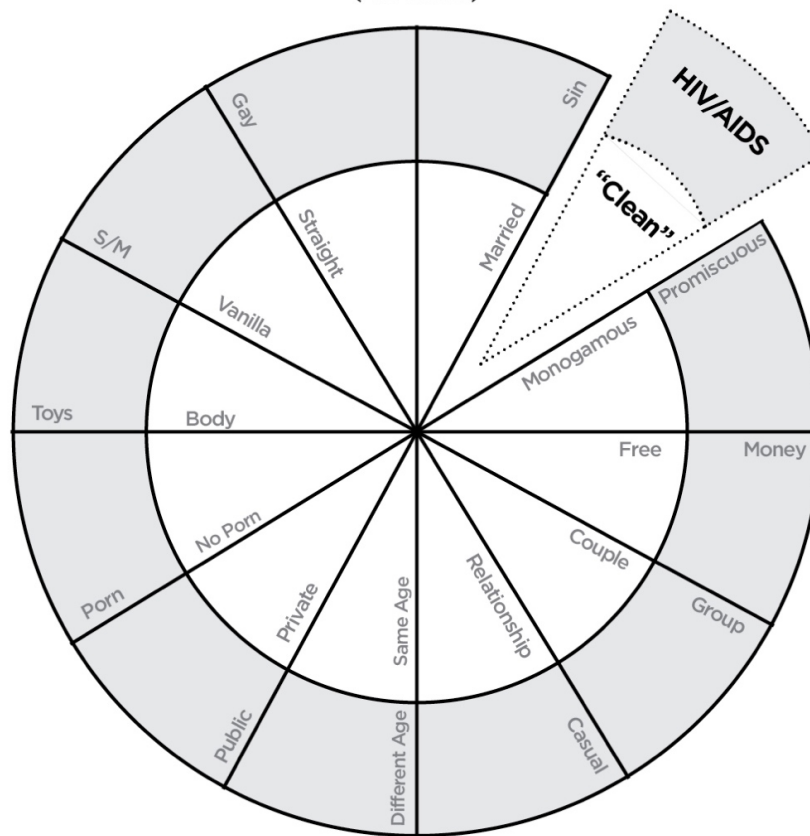 Sin
Married
HIV/AIDS
“Clean”
Promiscuous
Monogamous
Money
Free
Group
Couple
Casual
Relationship
Different Age
Same Age
Public
Private
Porn
No Porn
Toys
Body
S/M
Vanilla
Gay
Straight